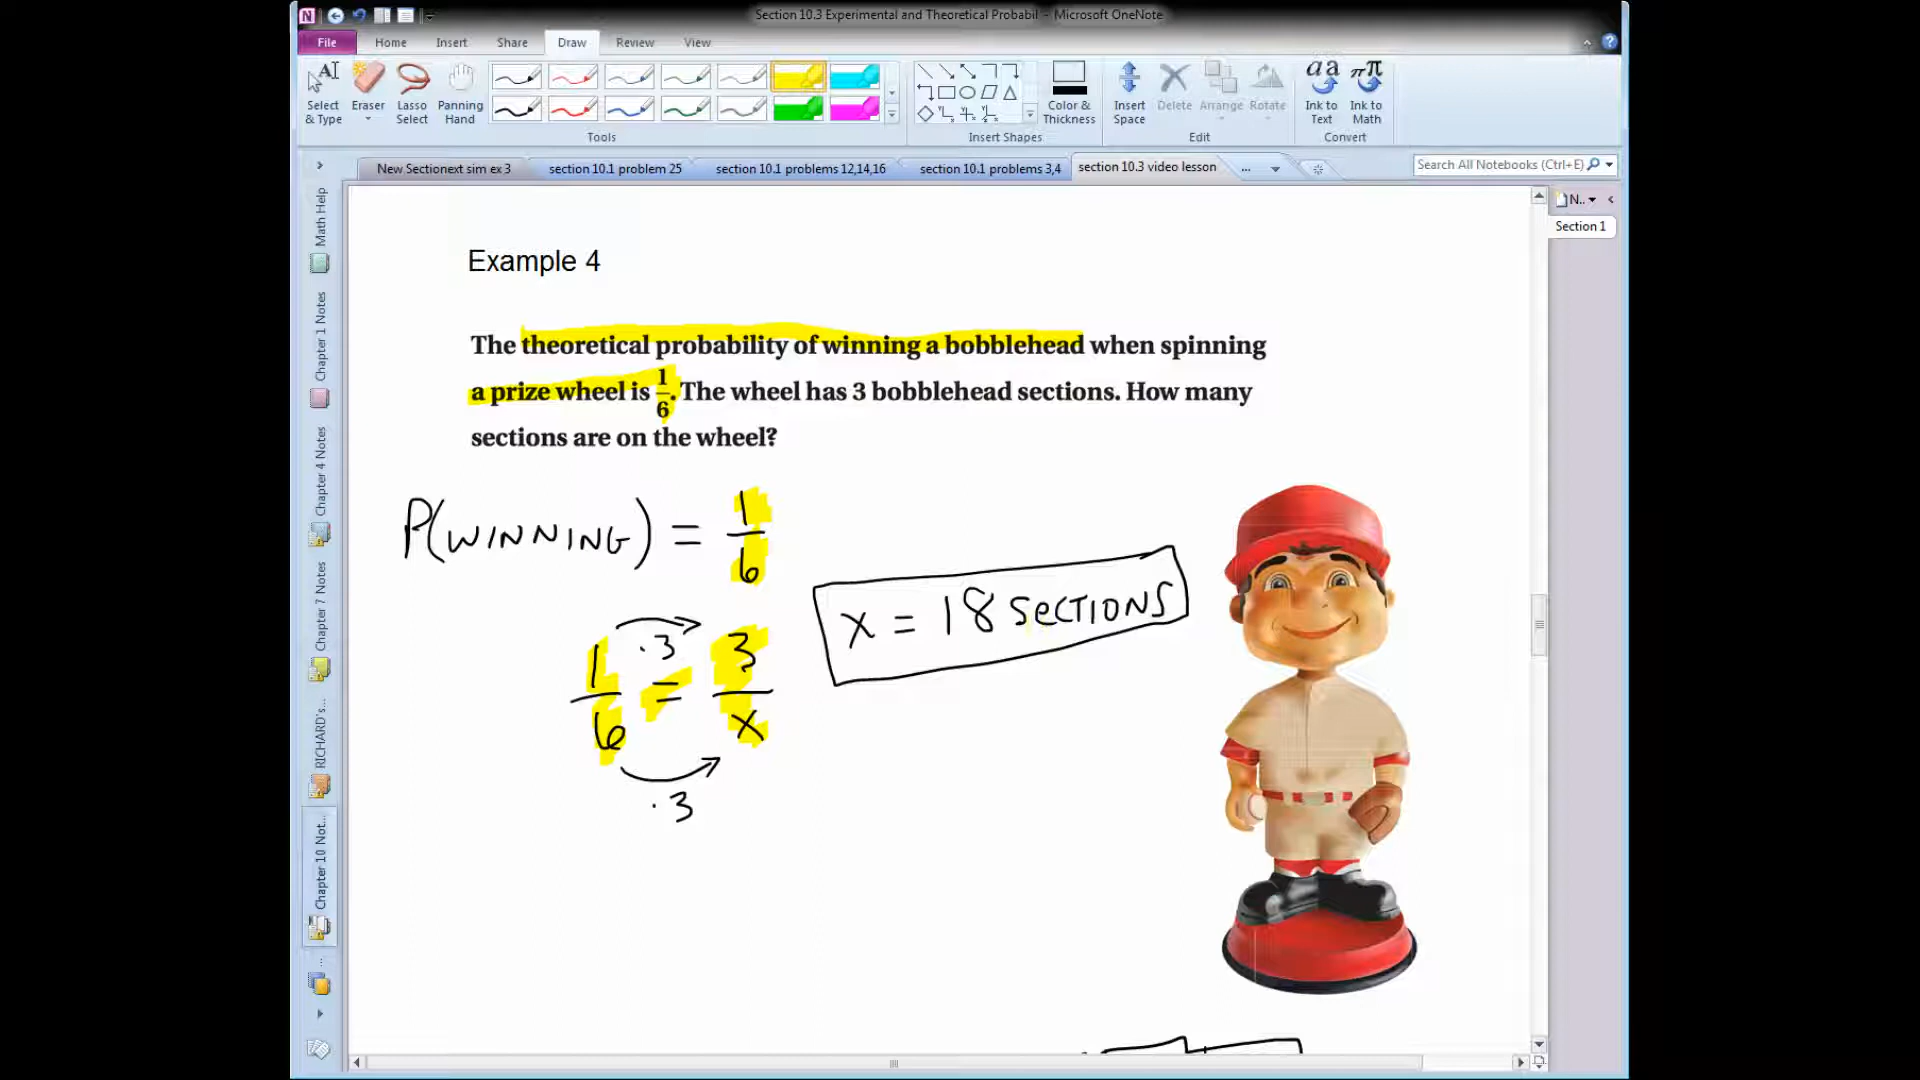 Section 10.3 Experimental and Theoretical Probabil - Microsoft OneNote
File Home Insert Share Draw Review View
Select & Type
Eraser
Lasso Select
Panning Hand
Color & Thickness
Insert Space
Delete
Arrange
Rotate
Ink to Text
Ink to Math
Tools
Insert Shapes
Edit
Convert
New Sectionext sim ex 3
section 10.1 problem 25
section 10.1 problems 12,14,16
section 10.1 problems 3,4
section 10.3 video lesson
...
Search All Notebooks (Ctrl+E)
N..
Section 1
Math Help
Chapter 1 Notes
Chapter 4 Notes
Chapter 7 Notes
RICHARD's...
Chapter 10 Not...
Example 4
The theoretical probability of winning a bobblehead when spinning
a prize wheel is 1/6. The wheel has 3 bobblehead sections. How many
sections are on the wheel?
P(WINNING) = 1/6
x = 18 SECTIONS
·3
1/6 = 3/x
·3